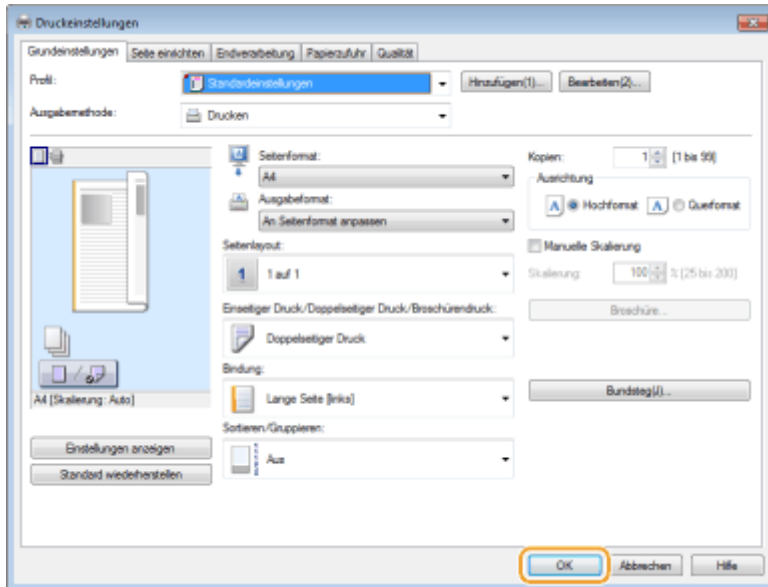 Druckeinstellungen
Grundeinstellungen Seite einrichten Endverarbeitung Papierzufuhr Qualität
Profil: Standardeinstellungen Hinzufügen(1)... Bearbeiten(2)...
Ausgabemethode: Drucken
Seitenformat: Kopien: 1 [1 bis 99]
A4 Ausrichtung
Ausgabeformat: A Hochformat A Querformat
An Seitenformat anpassen
Seitenlayout: Manuelle Skalierung
1 1 auf 1 Skalierung: 100 % [25 bis 200]
Einseitiger Druck/Doppelseitiger Druck/Broschürendruck: Broschüre...
Doppelseitiger Druck
Bindung:
A4 [Skalierung: Auto] Lange Seite [links] Bundsteg(J)...
Sortieren/Gruppieren:
Einstellungen anzeigen
Aus
Standard wiederherstellen
OK Abbrechen Hilfe